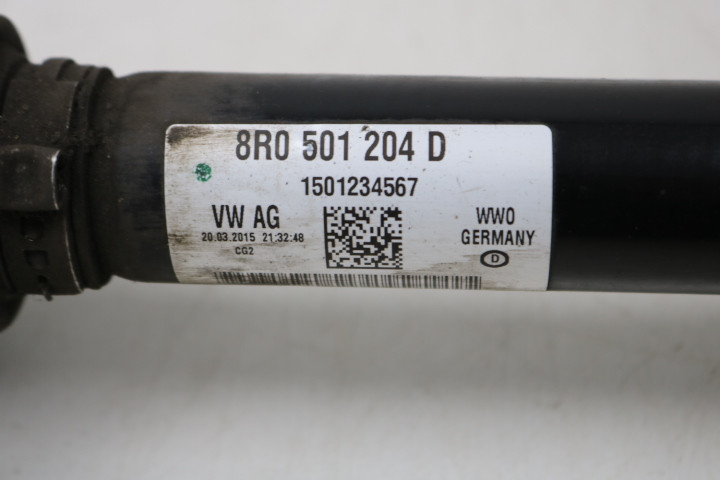 8R0 501 204 D
1501234567
VW AG
20.03.2015 21:32:48
CG2
WWO
GERMANY
D